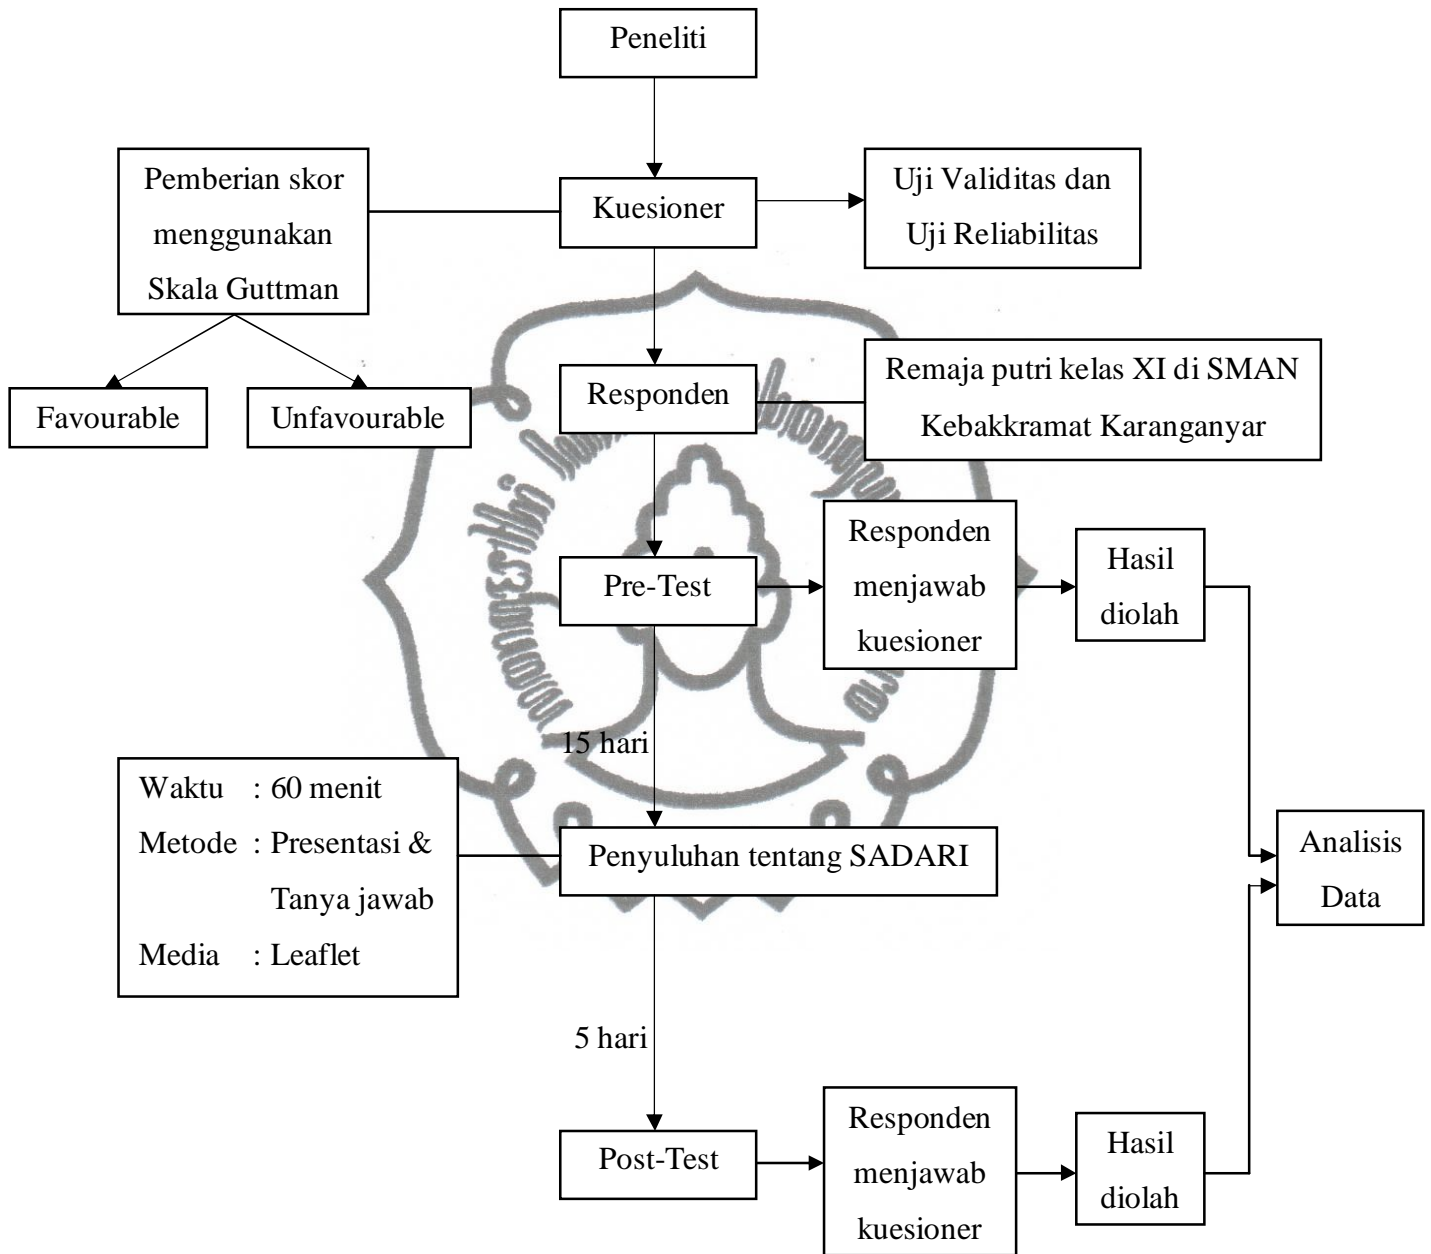 Peneliti
Pemberian skor
menggunakan
Skala Guttman
Kuesioner
Uji Validitas dan
Uji Reliabilitas
Favourable
Unfavourable
Responden
Remaja putri kelas XI di SMAN
Kebakkramat Karanganyar
Pre-Test
Responden
menjawab
kuesioner
Hasil
diolah
15 hari
Waktu : 60 menit
Metode : Presentasi &
Tanya jawab
Media : Leaflet
Penyuluhan tentang SADARI
Analisis
Data
5 hari
Post-Test
Responden
menjawab
kuesioner
Hasil
diolah